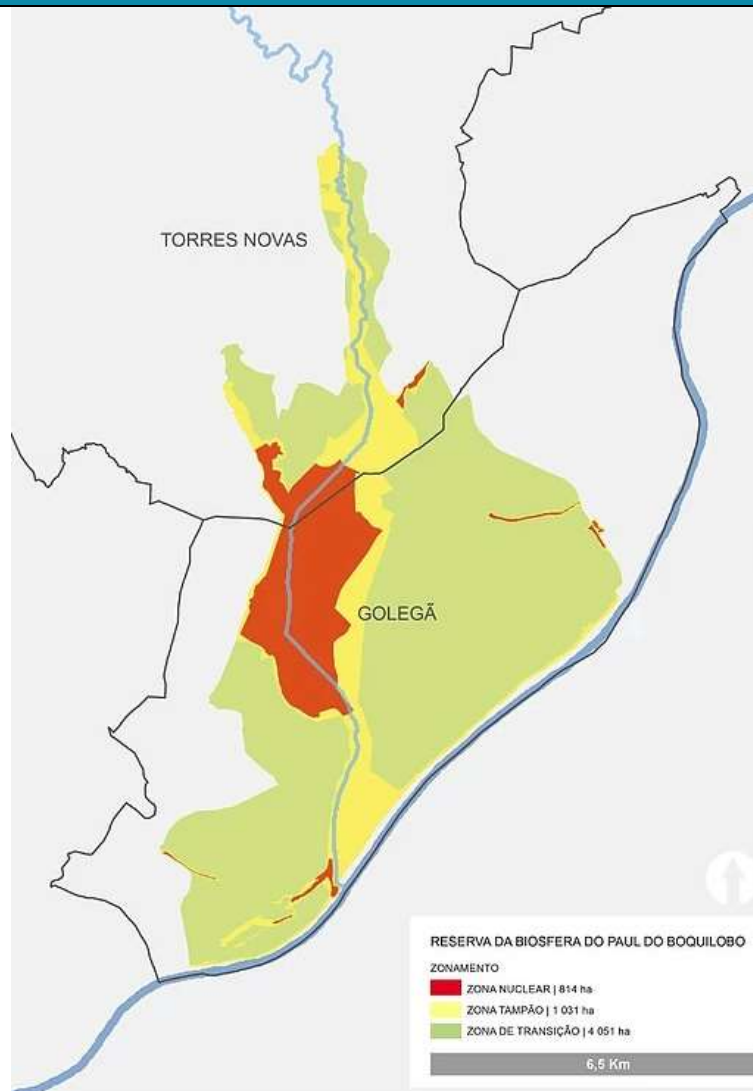 TORRES NOVAS
GOLEGÃ
RESERVA DA BIOSFERA DO PAUL DO BOQUILOBO
ZONAMENTO
ZONA NUCLEAR | 814 ha
ZONA TAMPÃO | 1 031 ha
ZONA DE TRANSIÇÃO | 4 051 ha
6,5 Km